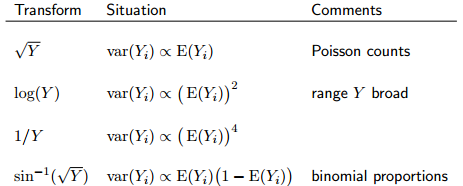 Transform Situation Comments
√Y var(Yᵢ) ∝ E(Yᵢ) Poisson counts
log(Y) var(Yᵢ) ∝ (E(Yᵢ))² range Y broad
1/Y var(Yᵢ) ∝ (E(Yᵢ))⁴
sin⁻¹(√Y) var(Yᵢ) ∝ E(Yᵢ)(1 − E(Yᵢ)) binomial proportions